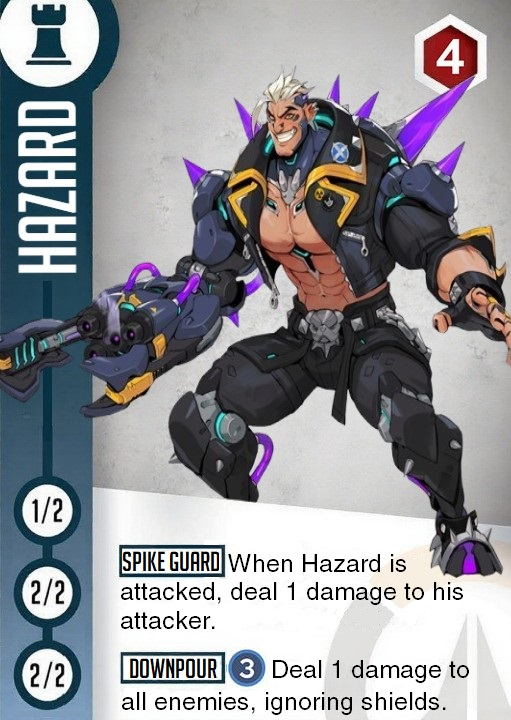 HAZARD
4
1/2
2/2
2/2
SPIKE GUARD When Hazard is
attacked, deal 1 damage to his
attacker.
DOWNPOUR 3 Deal 1 damage to
all enemies, ignoring shields.